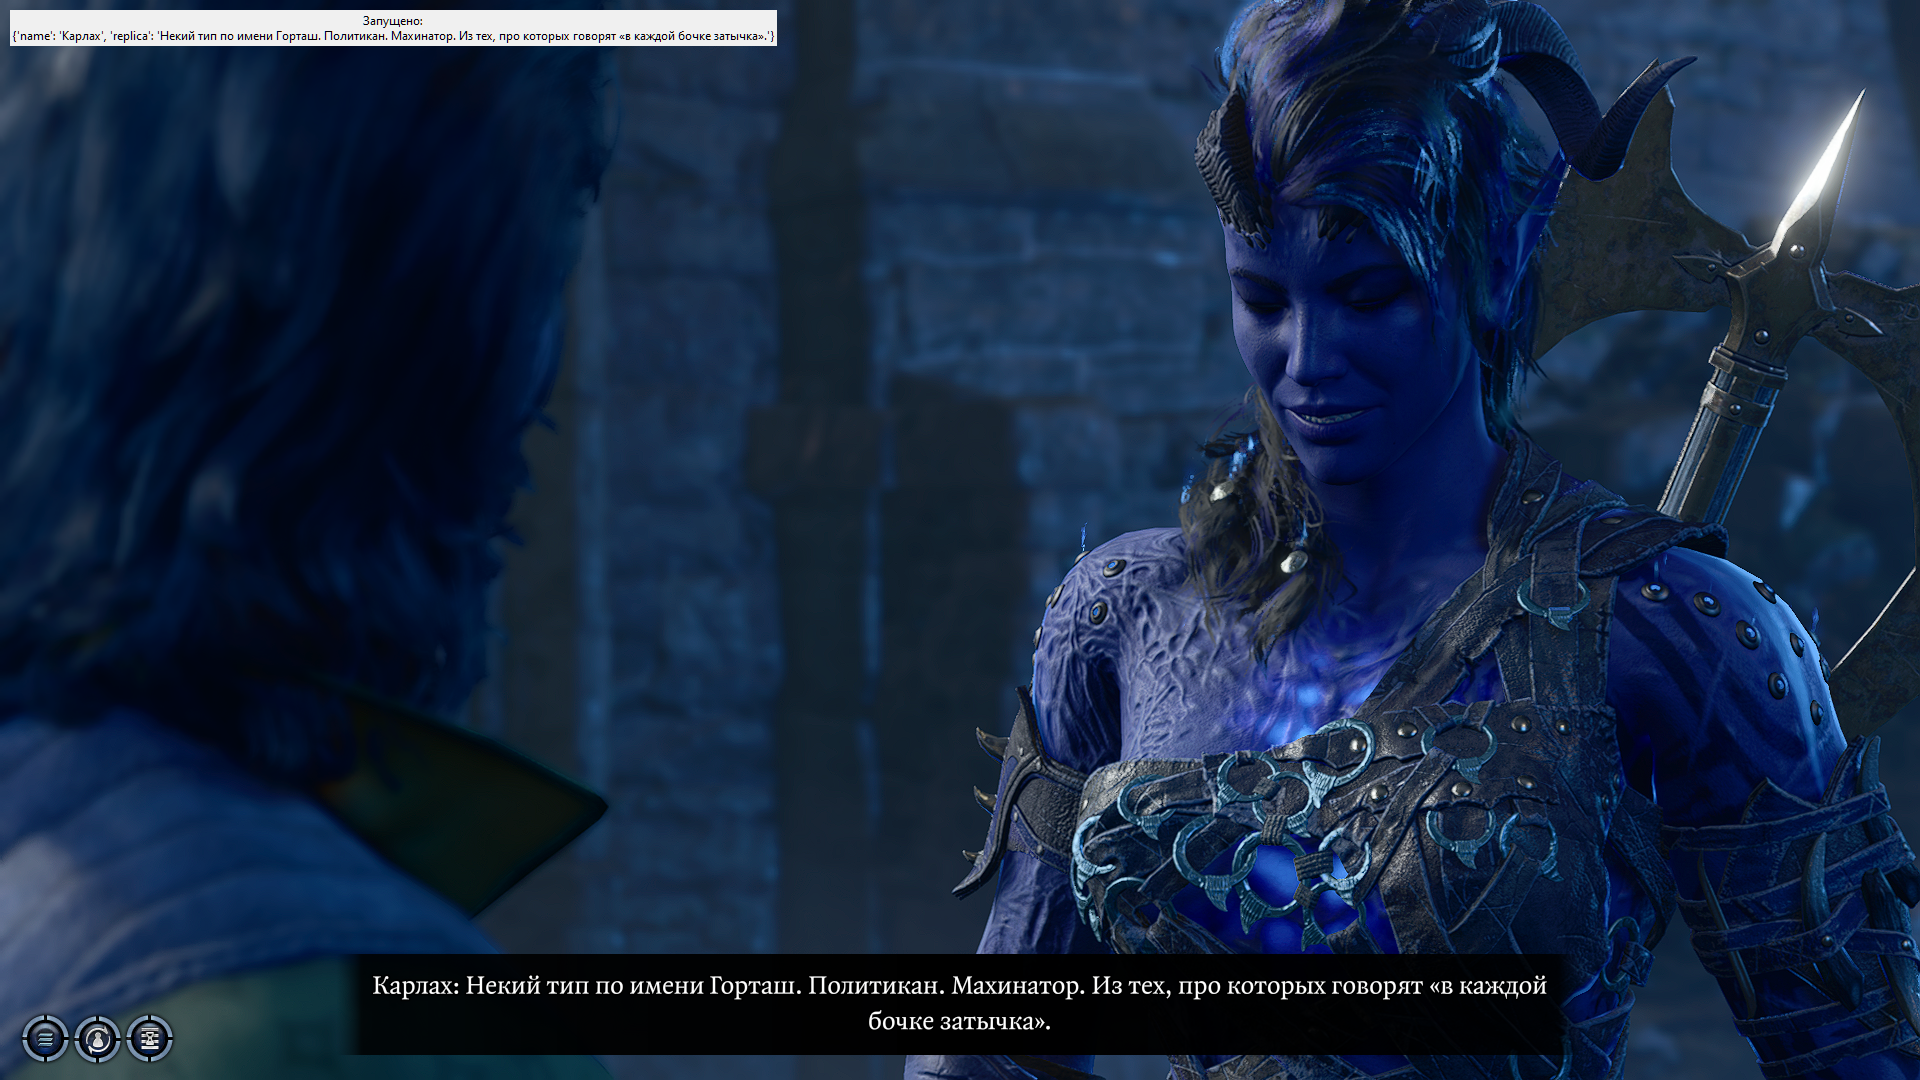 Запущено:
{'name': 'Карлах', 'replica': 'Некий тип по имени Горташ. Политикан. Махинатор. Из тех, про которых говорят «в каждой бочке затычка».'}
Карлах: Некий тип по имени Горташ. Политикан. Махинатор. Из тех, про которых говорят «в каждой
бочке затычка».